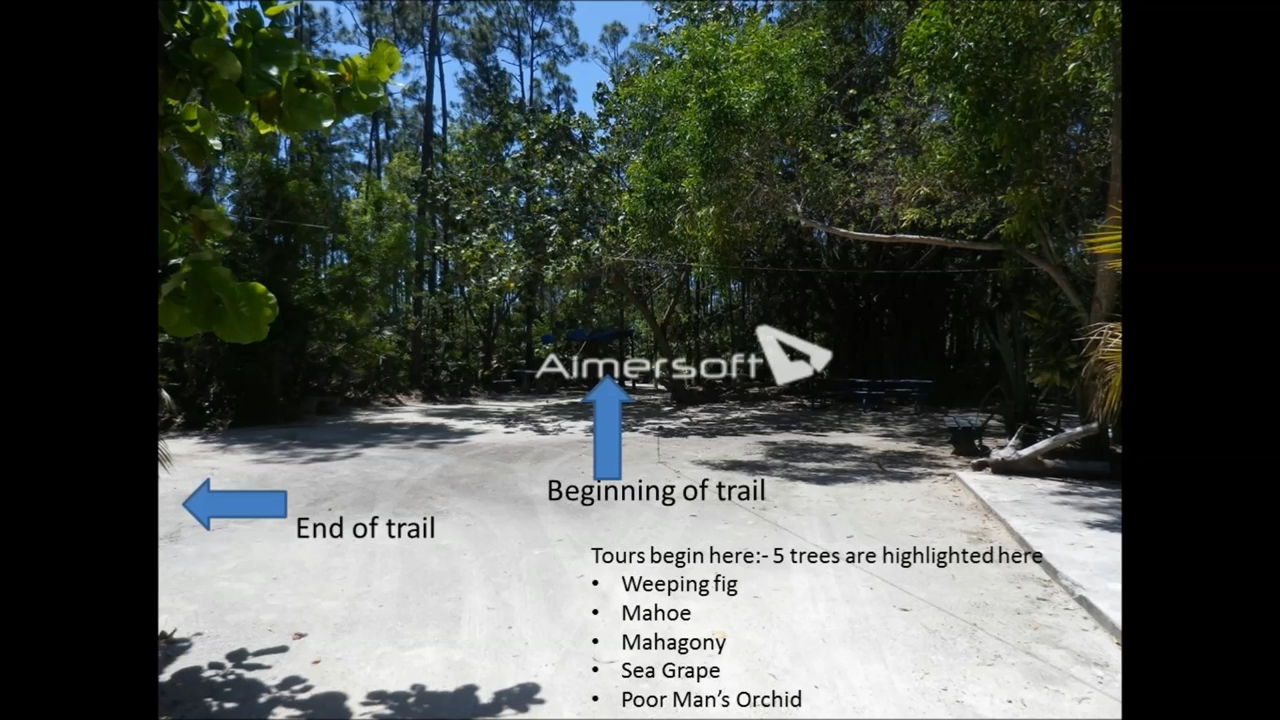 Aimersoft
Beginning of trail
End of trail
Tours begin here:- 5 trees are highlighted here
• Weeping fig
• Mahoe
• Mahagony
• Sea Grape
• Poor Man's Orchid